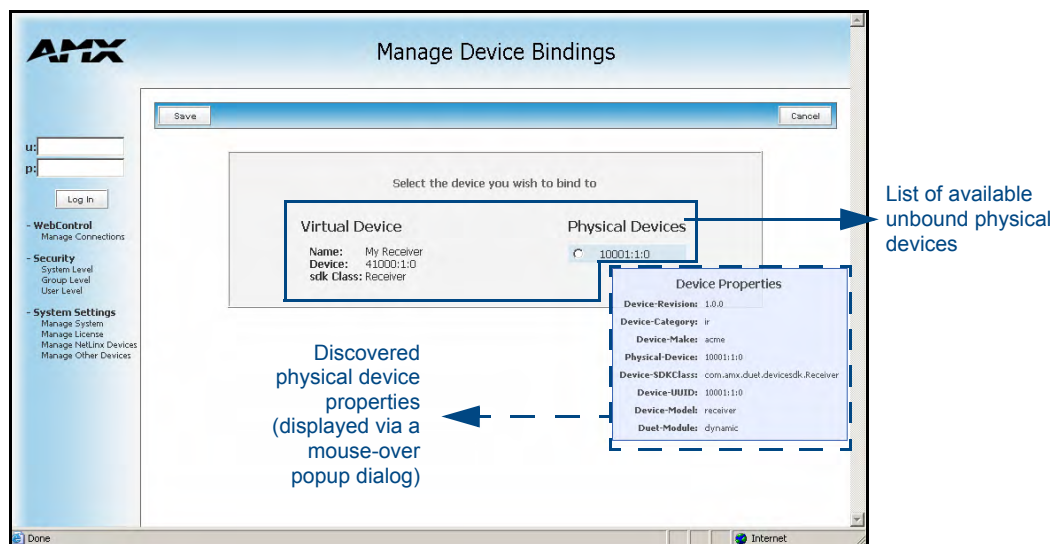 AMX
Manage Device Bindings
Save
Cancel
u:
p:
Log In
- WebControl
Manage Connections
- Security
System Level
Group Level
User Level
- System Settings
Manage System
Manage License
Manage NetLinx Devices
Manage Other Devices
Select the device you wish to bind to
Virtual Device
Name: My Receiver
Device: 41000:1:0
sdk Class: Receiver
Physical Devices
10001:1:0
List of available
unbound physical
devices
Device Properties
Device-Revision: 1.0.0
Device-Category: ir
Device-Make: acme
Physical-Device: 10001:1:0
Device-SDKClass: com.amx.duet.devicesdk.Receiver
Device-UUID: 10001:1:0
Device-Model: receiver
Duet-Module: dynamic
Discovered
physical device
properties
(displayed via a
mouse-over
popup dialog)
Done
Internet